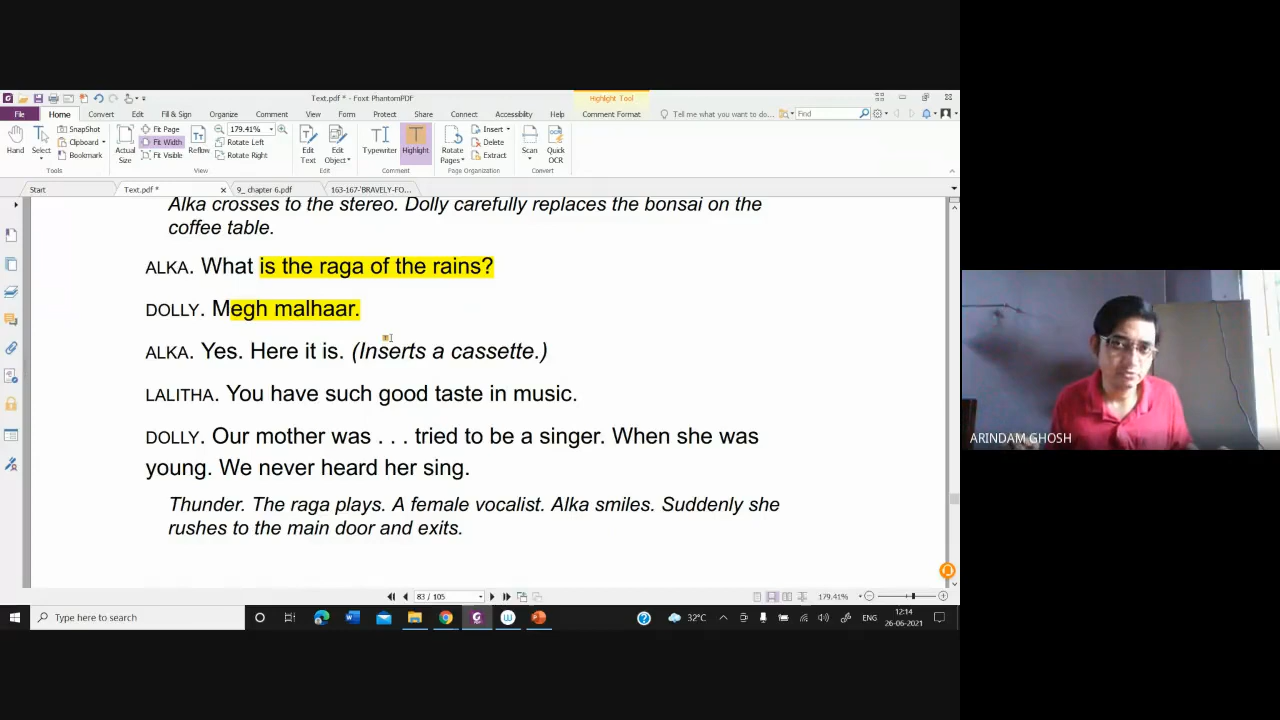 Text.pdf * - Foxit PhantomPDF
Highlight Tool
File Home Convert Fill & Sign Organize Comment View Form Protect Share Connect Accessibility Help Comment Format Tell me what you want to do... Find
SnapShot Fit Page 179.41% Insert
Clipboard Fit Width Rotate Left Delete
Bookmark Fit Visible Rotate Right Extract
Hand Select Actual Size Reflow Edit Text Edit Object Typewriter Highlight Rotate Pages Scan Quick OCR
Tools View Edit Comment Page Organization Convert
Start Text.pdf * 9_ chapter 6.pdf 163-167-'BRAVELY-FO...
Alka crosses to the stereo. Dolly carefully replaces the bonsai on the
coffee table.
ALKA. What is the raga of the rains?
DOLLY. Megh malhaar.
ALKA. Yes. Here it is. (Inserts a cassette.)
LALITHA. You have such good taste in music.
DOLLY. Our mother was . . . tried to be a singer. When she was
young. We never heard her sing.
Thunder. The raga plays. A female vocalist. Alka smiles. Suddenly she
rushes to the main door and exits.
ARINDAM GHOSH
83 / 105 179.41%
Type here to search 32°C ENG 12:14
26-06-2021